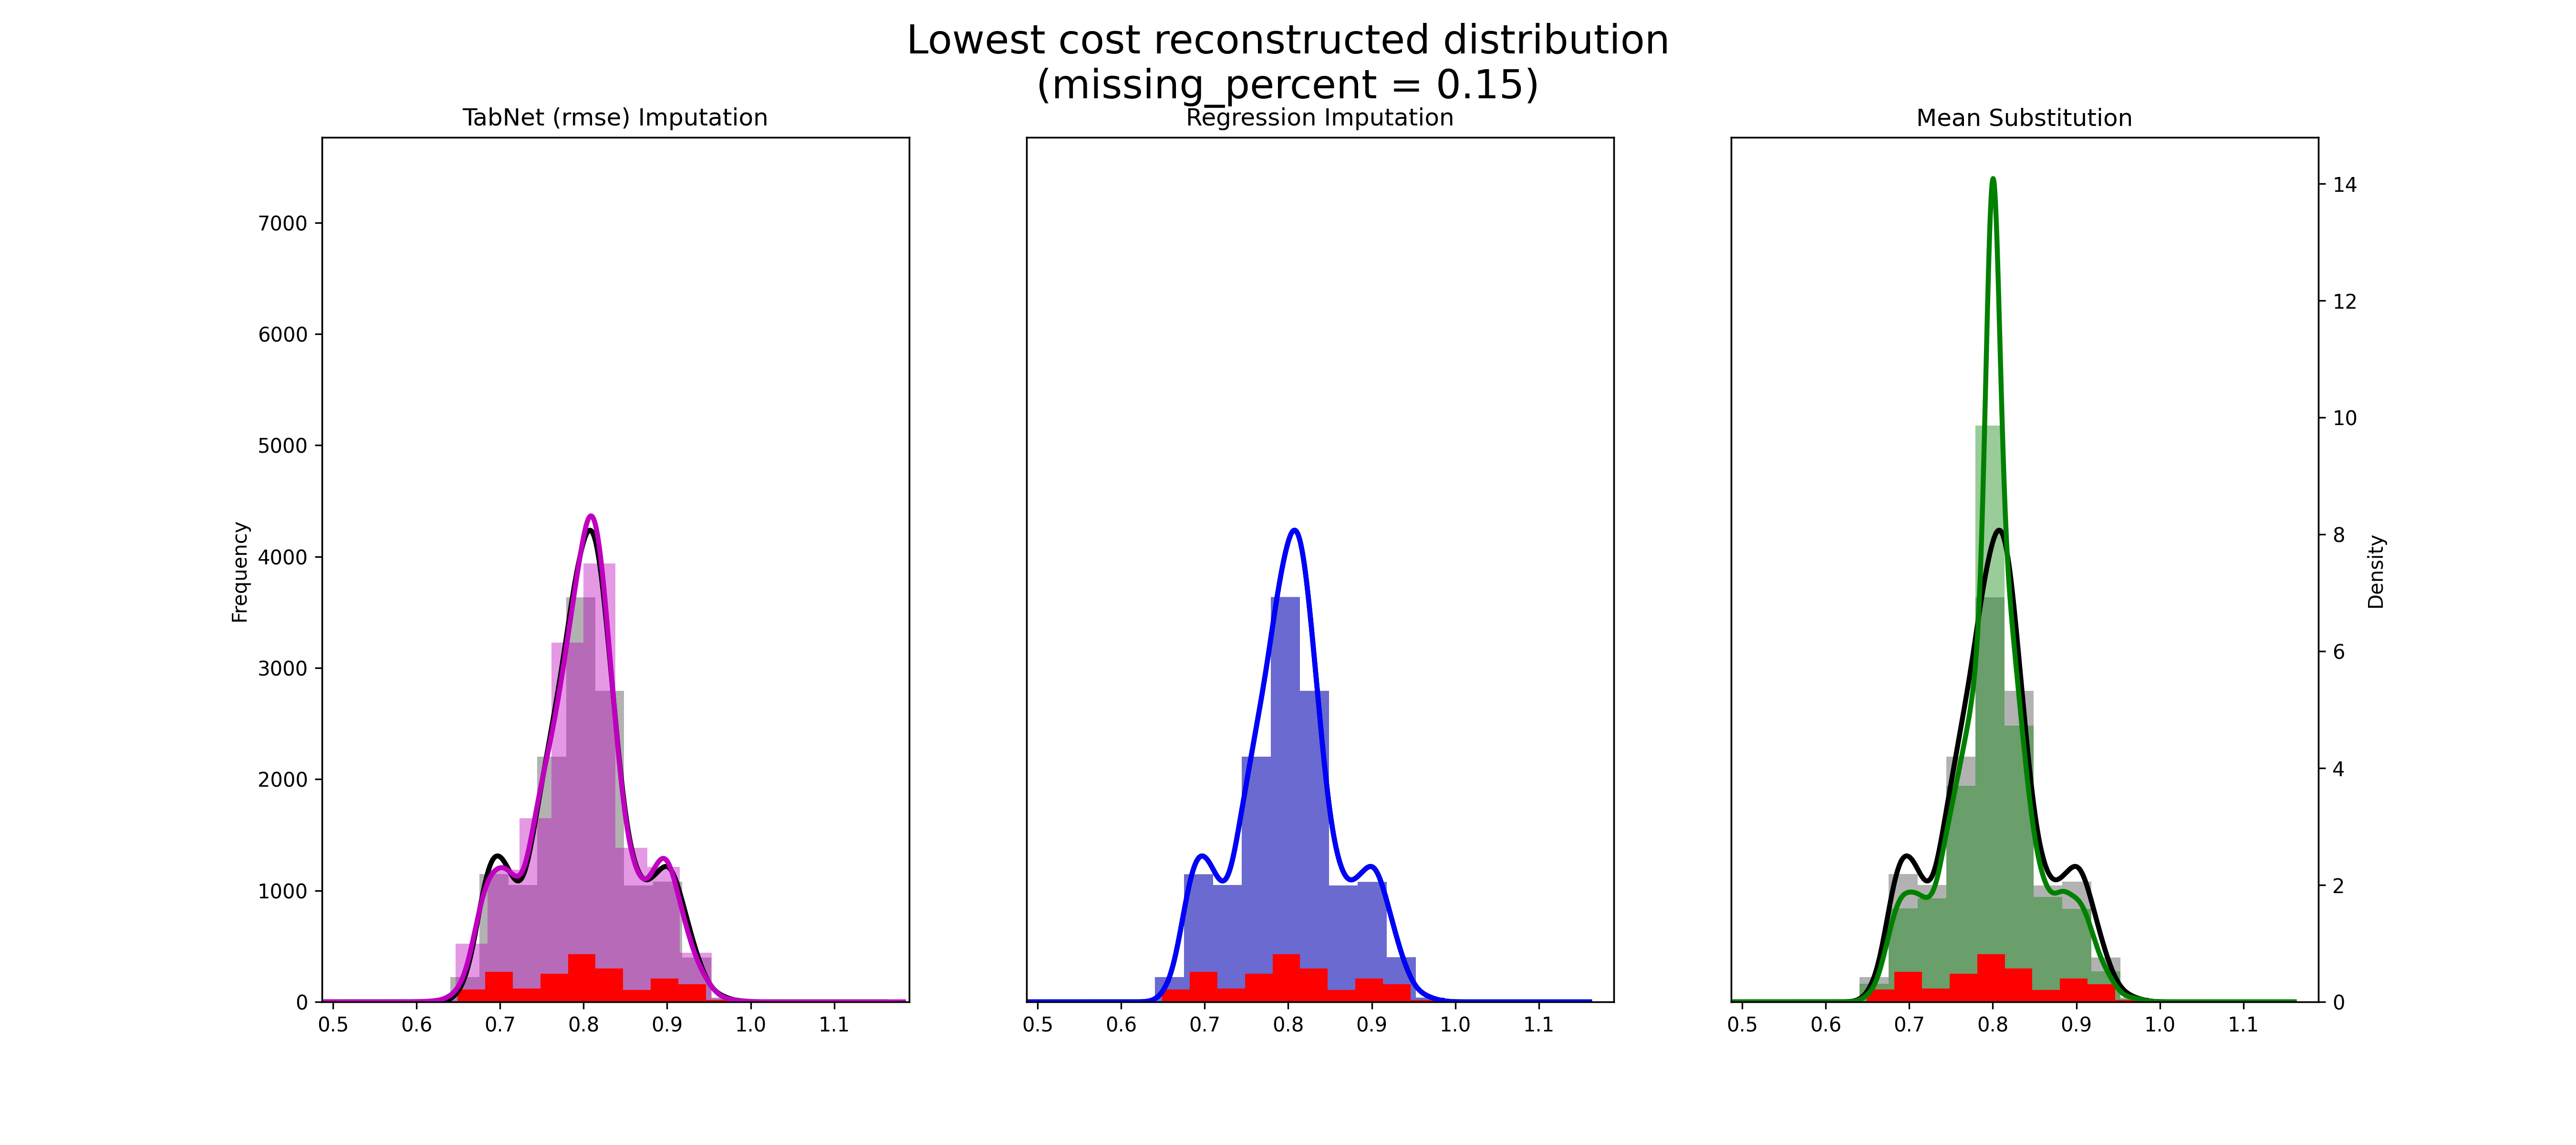 Lowest cost reconstructed distribution
(missing_percent = 0.15)
TabNet (rmse) Imputation
Regression Imputation
Mean Substitution
Frequency
7000
6000
5000
4000
3000
2000
1000
0
0.5 0.6 0.7 0.8 0.9 1.0 1.1
0.5 0.6 0.7 0.8 0.9 1.0 1.1
0.5 0.6 0.7 0.8 0.9 1.0 1.1
14
12
10
8
6
4
2
0
Density